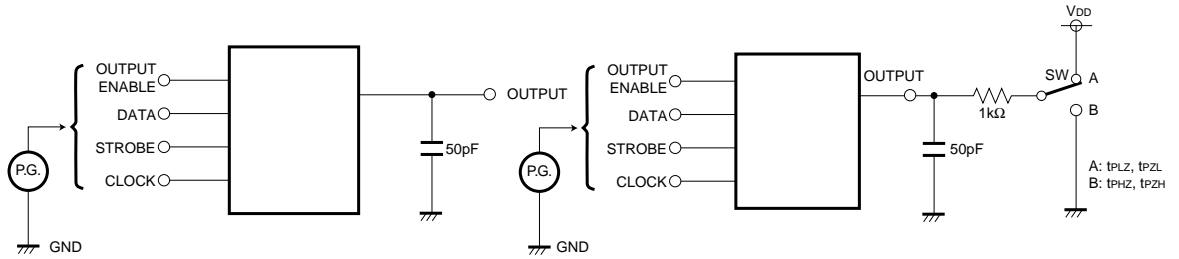 OUTPUT
ENABLE
DATA
STROBE
CLOCK
P.G.
GND
50pF
OUTPUT
OUTPUT
ENABLE
DATA
STROBE
CLOCK
P.G.
GND
OUTPUT
50pF
1kΩ
VDD
SW
A
B
A: tPLZ, tPZL
B: tPHZ, tPZH